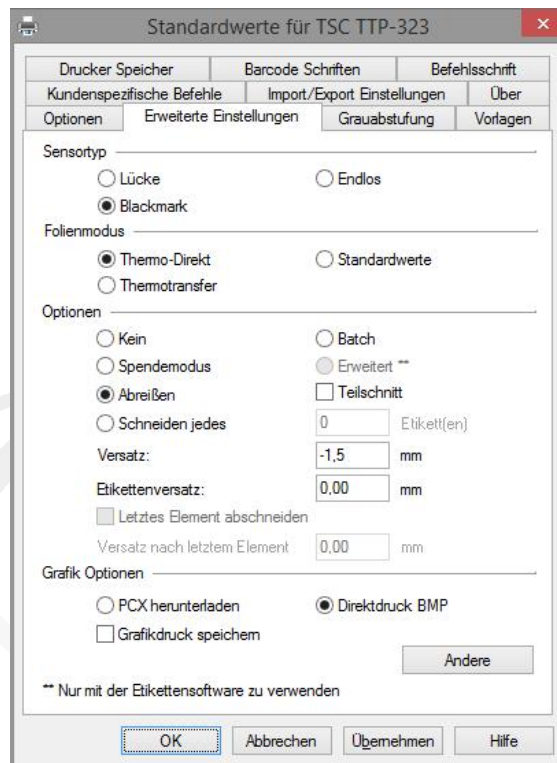 Standardwerte für TSC TTP-323
Drucker Speicher Barcode Schriften Befehlsschrift
Kundenspezifische Befehle Import/Export Einstellungen Über
Optionen Erweiterte Einstellungen Grauabstufung Vorlagen
Sensortyp
Lücke Endlos
Blackmark
Folienmodus
Thermo-Direkt Standardwerte
Thermotransfer
Optionen
Kein Batch
Spendemodus Erweitert **
Abreißen Teilschnitt
Schneiden jedes 0 Etikett(en)
Versatz: -1,5 mm
Etikettenversatz: 0,00 mm
Letztes Element abschneiden
Versatz nach letztem Element 0,00 mm
Grafik Optionen
PCX herunterladen Direktdruck BMP
Grafikdruck speichern
Andere
** Nur mit der Etikettensoftware zu verwenden
OK Abbrechen Übernehmen Hilfe